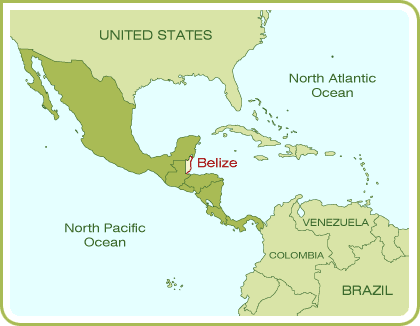 UNITED STATES
North Atlantic
Ocean
Belize
North Pacific
Ocean
VENEZUELA
COLOMBIA
BRAZIL